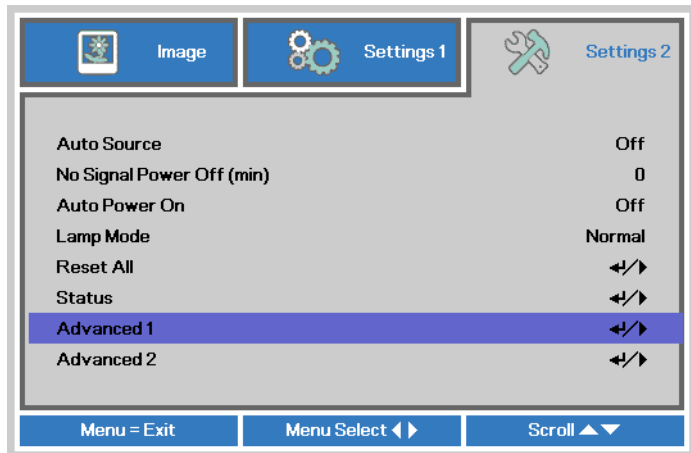 Image Settings 1 Settings 2
Auto Source Off
No Signal Power Off (min) 0
Auto Power On Off
Lamp Mode Normal
Reset All ↵/▶
Status ↵/▶
Advanced 1 ↵/▶
Advanced 2 ↵/▶
Menu = Exit Menu Select ◀ ▶ Scroll ▲▼